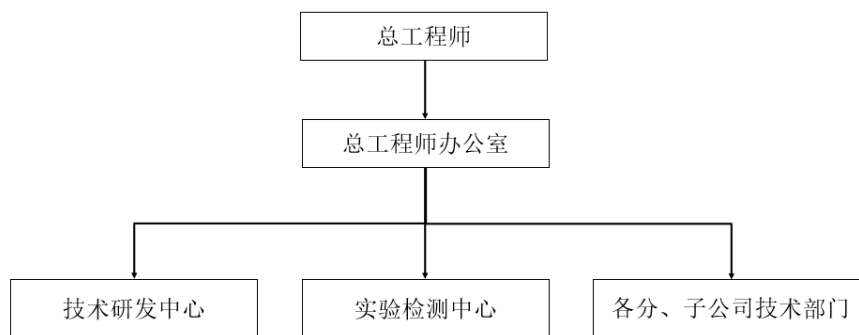 总工程师
总工程师办公室
技术研发中心
实验检测中心
各分、子公司技术部门